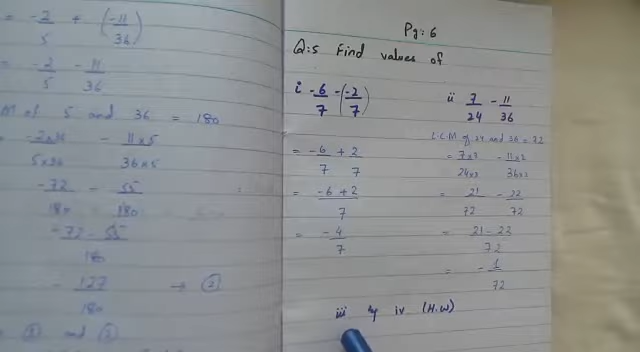 = -2/5 + (-11/36)
= -2/5 - 11/36
M of 5 and 36 = 180
= -2×36/5×36 - 11×5/36×5
-72/180 - 55/180
-72-55/180
- 127/180 → ②
② and ②
Pg: 6
Q:5 Find values of
i -6/7 - (-2/7)
= -6/7 + 2/7
= -6+2/7
= -4/7
ii 7/24 - 11/36
L.C.M of 24 and 36 = 72
= 7×3/24×3 - 11×2/36×2
= 21/72 - 22/72
= 21-22/72
= - 1/72
iii iv (H.W)